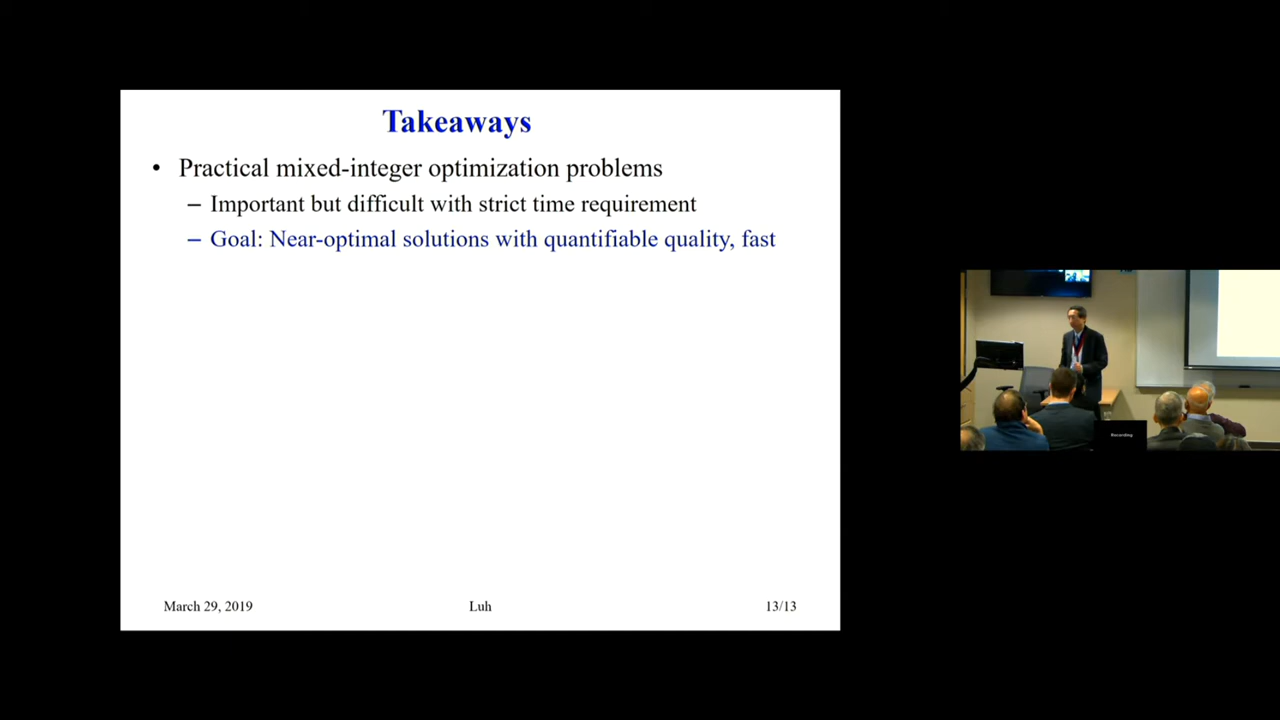 Takeaways
• Practical mixed-integer optimization problems
– Important but difficult with strict time requirement
– Goal: Near-optimal solutions with quantifiable quality, fast
March 29, 2019 Luh 13/13
Recording